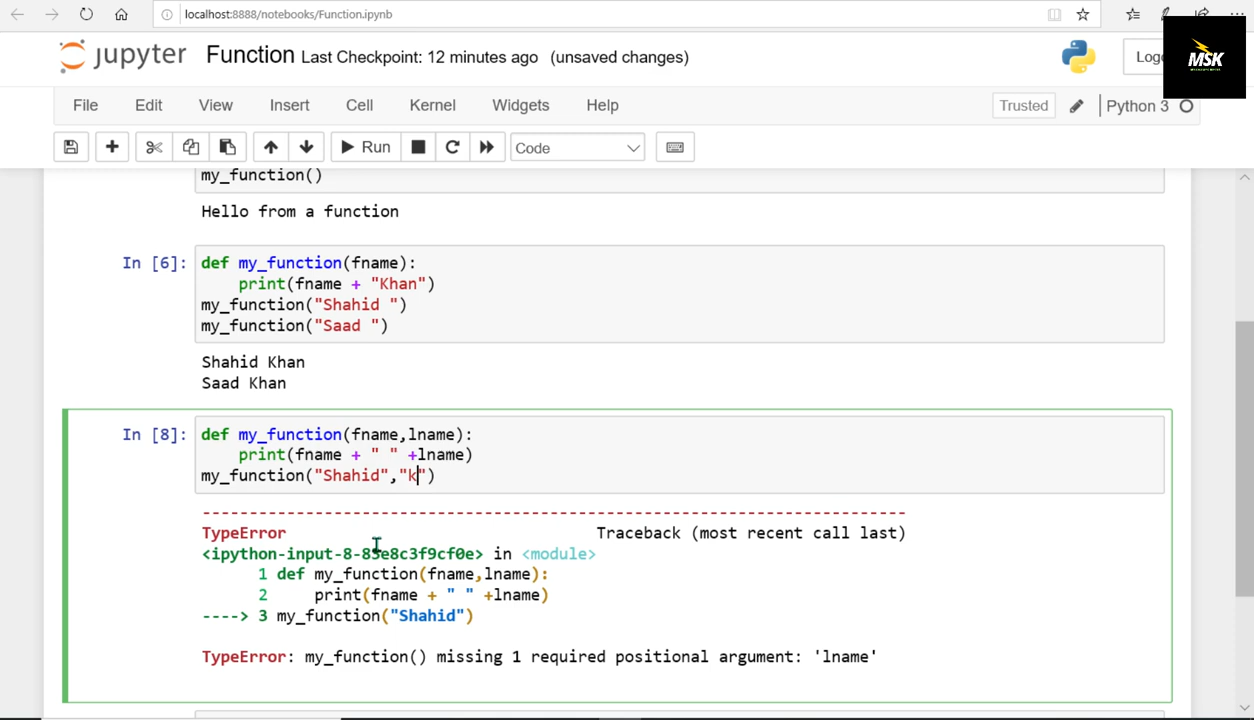 localhost:8888/notebooks/Function.ipynb
jupyter Function Last Checkpoint: 12 minutes ago (unsaved changes)
MSK
File Edit View Insert Cell Kernel Widgets Help Trusted Python 3
Run Code
my_function()
Hello from a function
In [6]: def my_function(fname):
print(fname + "Khan")
my_function("Shahid ")
my_function("Saad ")
Shahid Khan
Saad Khan
In [8]: def my_function(fname,lname):
print(fname + " " +lname)
my_function("Shahid","k")
---------------------------------------------------------------------------
TypeError Traceback (most recent call last)
<ipython-input-8-83e8c3f9cf0e> in <module>
1 def my_function(fname,lname):
2 print(fname + " " +lname)
----> 3 my_function("Shahid")
TypeError: my_function() missing 1 required positional argument: 'lname'